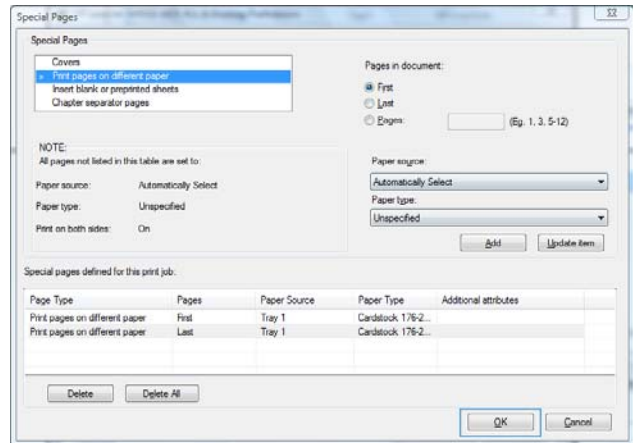 Special Pages
Special Pages
Covers
Print pages on different paper
Insert blank or preprinted sheets
Chapter separator pages
Pages in document:
First
Last
Pages: (Eg. 1, 3, 5-12)
NOTE:
All pages not listed in this table are set to:
Paper source: Automatically Select
Paper type: Unspecified
Print on both sides: On
Paper source:
Automatically Select
Paper type:
Unspecified
Add Update item
Special pages defined for this print job:
Page Type Pages Paper Source Paper Type Additional attributes
Print pages on different paper First Tray 1 Cardstock 176-2...
Print pages on different paper Last Tray 1 Cardstock 176-2...
Delete Delete All
OK Cancel